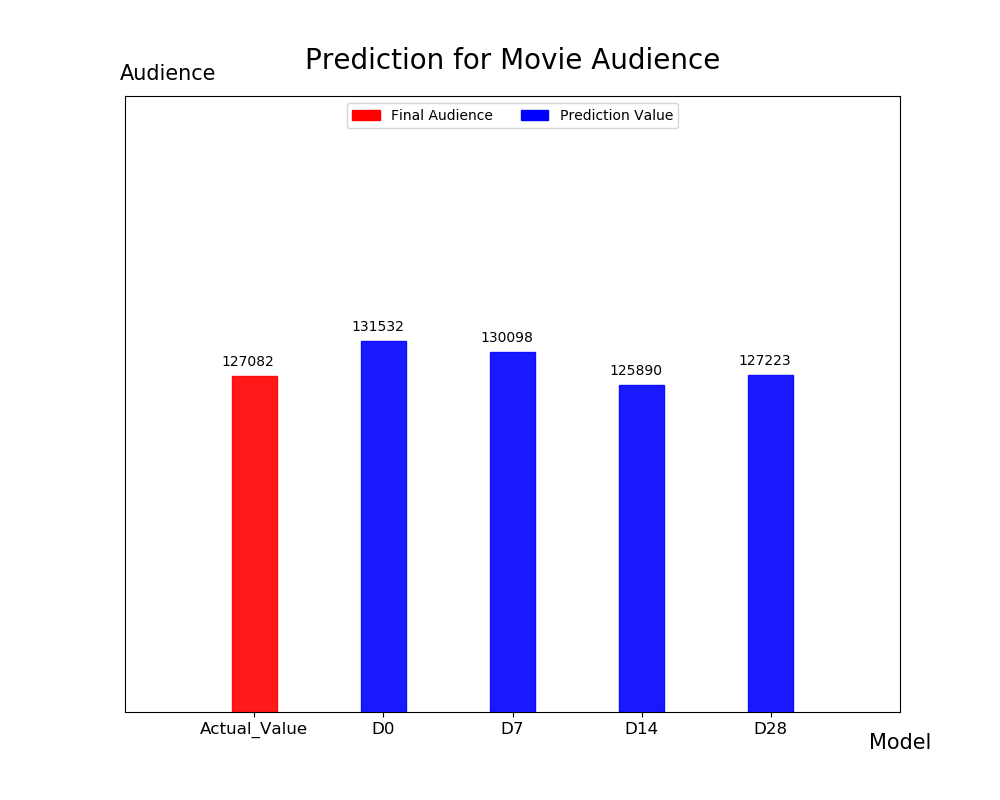 Prediction for Movie Audience
Audience
Final Audience
Prediction Value
127082
131532
130098
125890
127223
Actual_Value
D0
D7
D14
D28
Model